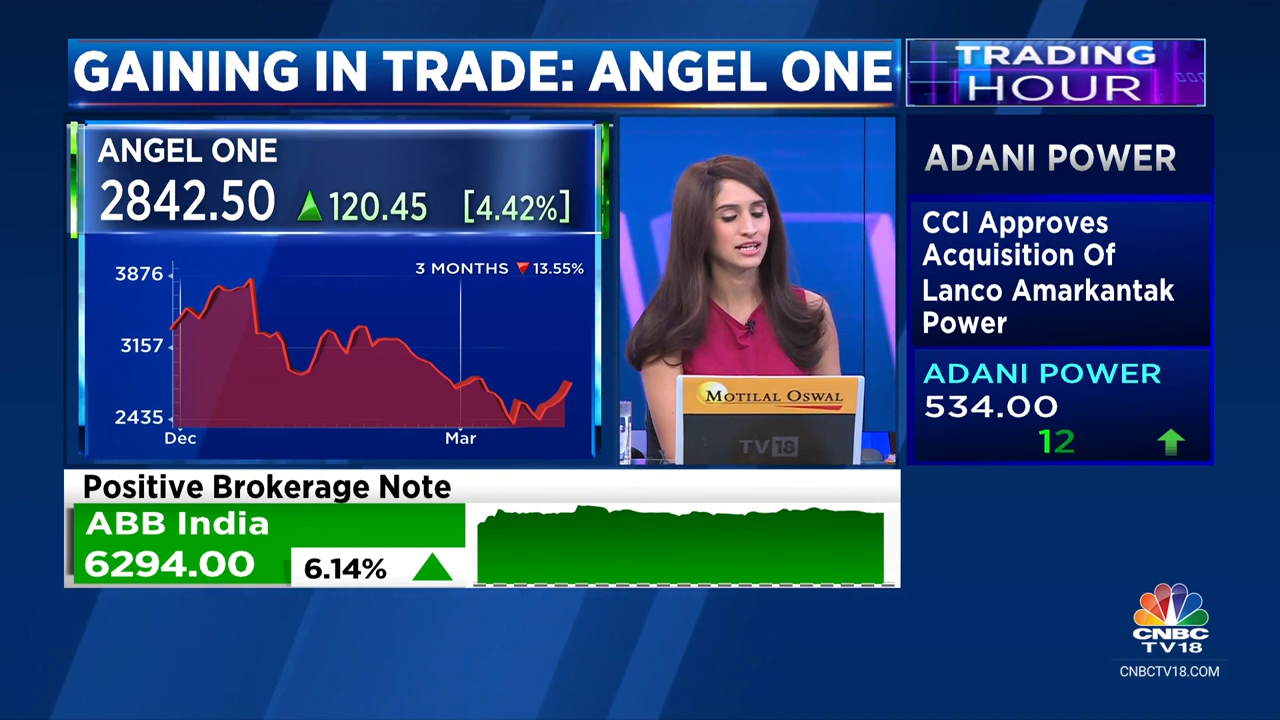 GAINING IN TRADE: ANGEL ONE
TRADING
HOUR
ANGEL ONE
2842.50 ▲ 120.45 [4.42%]
3 MONTHS ▼ 13.55%
3876
3157
2435
Dec Mar
MOTILAL OSWAL
TV18
ADANI POWER
CCI Approves
Acquisition Of
Lanco Amarkantak
Power
ADANI POWER
534.00
12
Positive Brokerage Note
ABB India
6294.00 6.14%
CNBC
TV18
CNBCTV18.COM